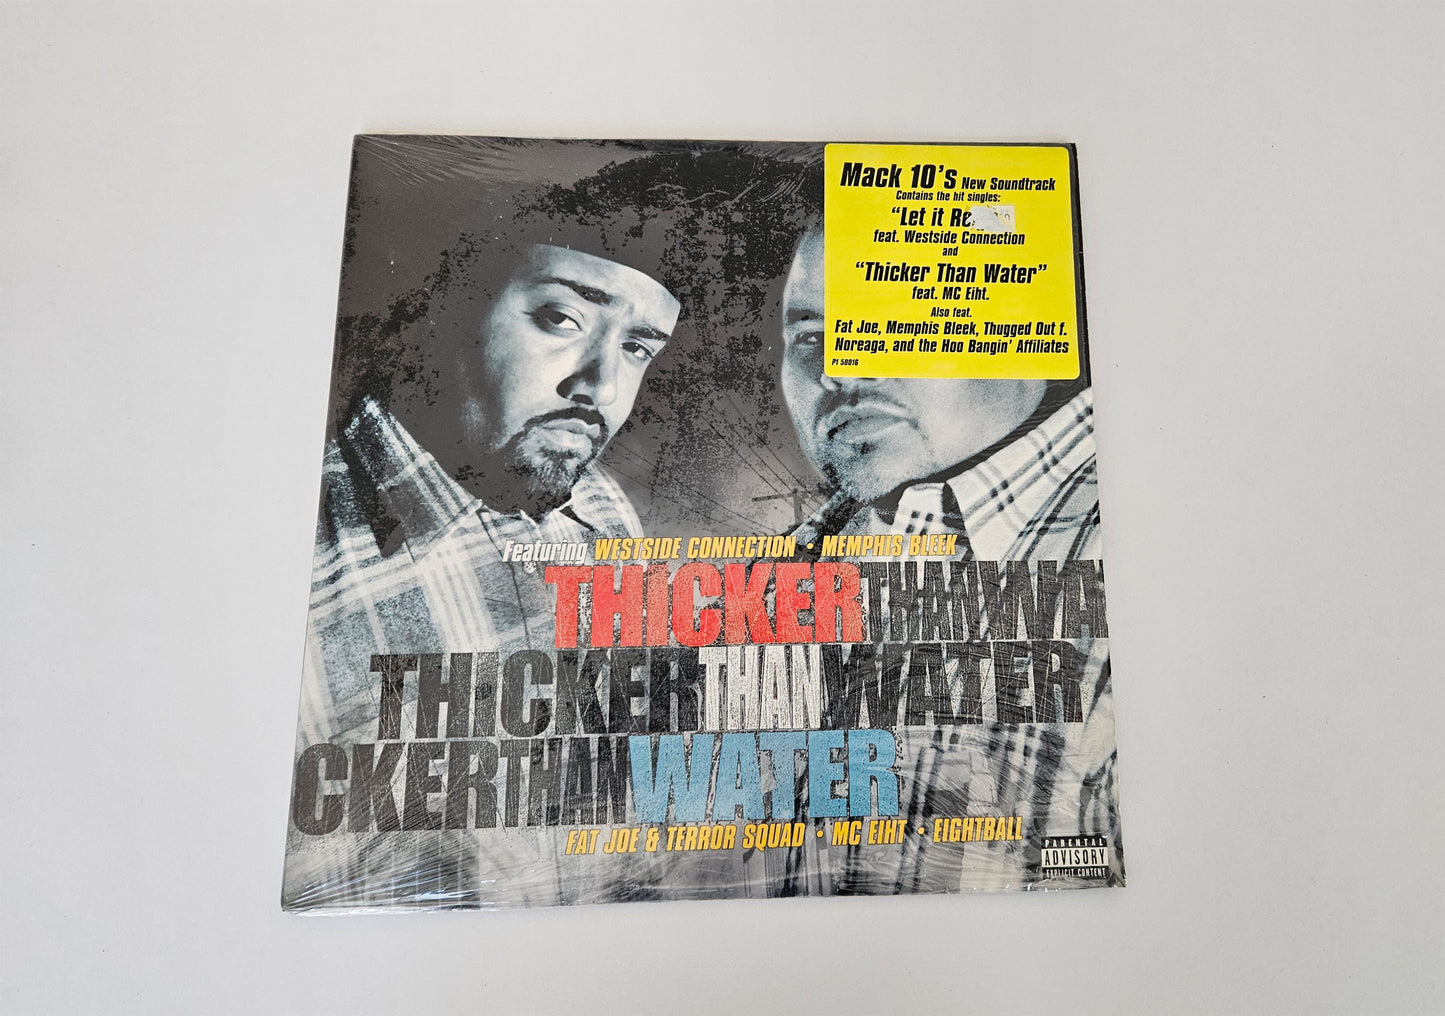 Mack 10's New Soundtrack
Contains the hit singles:
"Let it Re
feat. Westside Connection
and
"Thicker Than Water"
feat. MC Eiht.
Also feat.
Fat Joe, Memphis Bleek, Thugged Out f.
Noreaga, and the Hoo Bangin' Affiliates
P1 50016
Featuring WESTSIDE CONNECTION • MEMPHIS BLEEK
THICKER THAN WA
THICKER THAN WATER
CKER THAN WATER
FAT JOE & TERROR SQUAD • MC EIHT • EIGHTBALL
PARENTAL
ADVISORY
EXPLICIT CONTENT